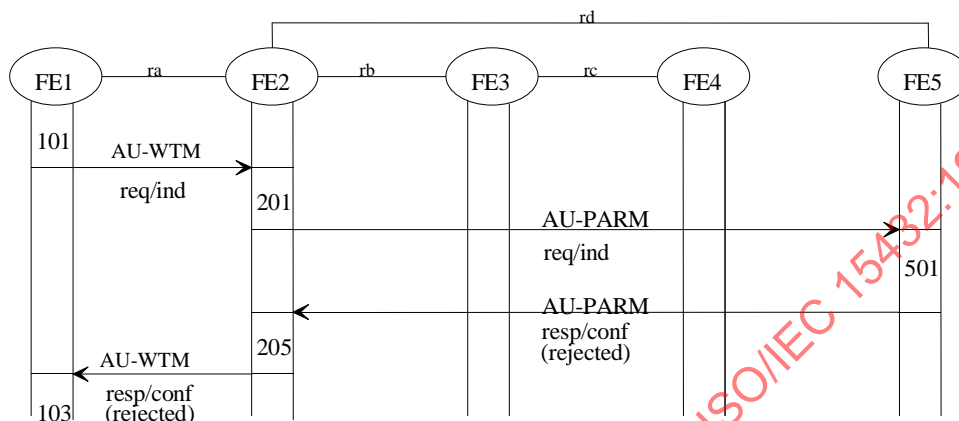 rd
FE1 ra FE2 rb FE3 rc FE4 FE5
101
AU-WTM
req/ind
201
AU-PARM
req/ind
501
AU-PARM
resp/conf
(rejected)
205
AU-WTM
resp/conf
(rejected)
103
ISO/IEC 15432:19